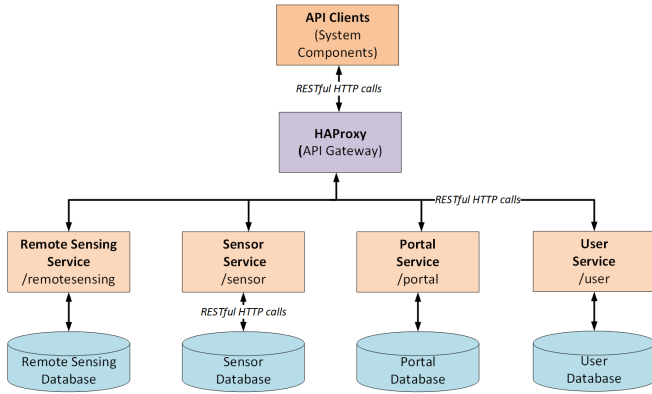 API Clients
(System
Components)
RESTful HTTP calls
HAProxy
(API Gateway)
RESTful HTTP calls
Remote Sensing
Service
/remotesensing
Sensor
Service
/sensor
Portal
Service
/portal
User
Service
/user
RESTful HTTP calls
Remote Sensing
Database
Sensor
Database
Portal
Database
User
Database